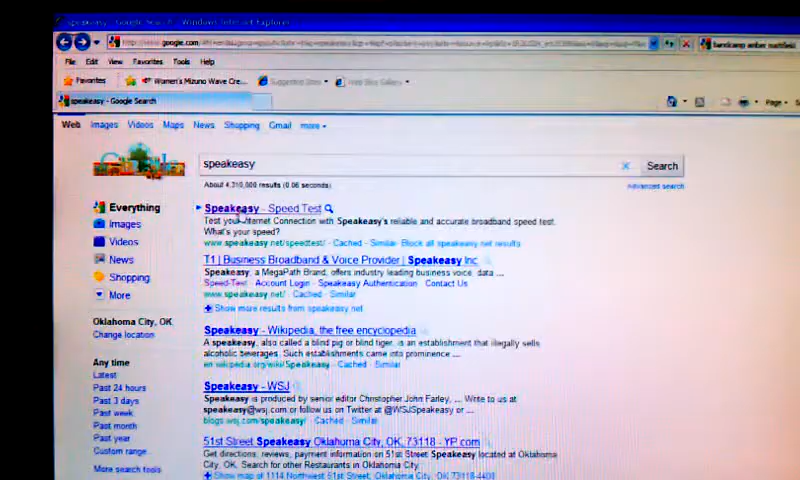 speakeasy - Google Search - Windows Internet Explorer
File Edit View Favorites Tools Help
Favorites Women's Mizuno Wave Cre... Suggested Sites Web Slice Gallery
speakeasy - Google Search
Page
Web Images Videos Maps News Shopping Gmail more
speakeasy
Search
About 4,310,000 results (0.06 seconds)
Advanced search
Everything
Images
Videos
News
Shopping
More
Oklahoma City, OK
Change location
Any time
Latest
Past 24 hours
Past 3 days
Past week
Past month
Past year
Custom range...
More search tools
Speakeasy - Speed Test
Test your Internet Connection with Speakeasy's reliable and accurate broadband speed test.
What's your speed?
www.speakeasy.net/speedtest/ - Cached - Similar - Block all speakeasy.net results
T1 | Business Broadband & Voice Provider | Speakeasy Inc.
Speakeasy, a MegaPath Brand, offers industry leading business voice, data ...
Speed Test - Account Login - Speakeasy Authentication - Contact Us
www.speakeasy.net/ - Cached - Similar
Show more results from speakeasy.net
Speakeasy - Wikipedia, the free encyclopedia
A speakeasy, also called a blind pig or blind tiger, is an establishment that illegally sells
alcoholic beverages. Such establishments came into prominence ...
en.wikipedia.org/wiki/Speakeasy - Cached - Similar
Speakeasy - WSJ
Speakeasy is produced by senior editor Christopher John Farley, ... Write to us at
speakeasy@wsj.com or follow us on Twitter at @WSJSpeakeasy or ...
blogs.wsj.com/speakeasy/ - Cached - Similar
51st Street Speakeasy Oklahoma City, OK, 73118 - YP.com
Get directions, reviews, payment information on 51st Street Speakeasy located at Oklahoma
City, OK. Search for other Restaurants in Oklahoma City.
Show map of 1114 Northwest 51st Street, Oklahoma City, OK 73118-4408